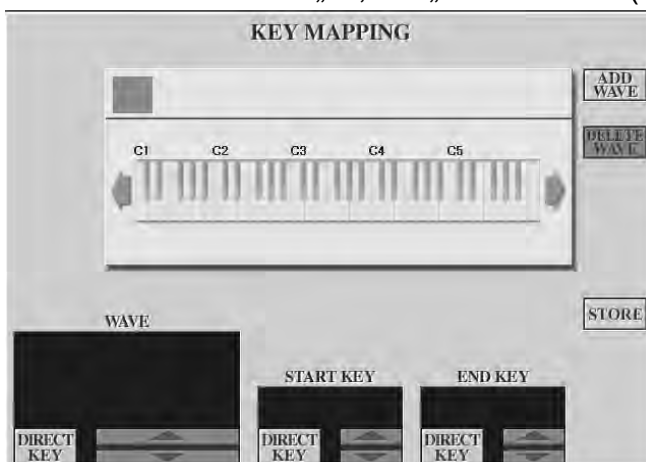 KEY MAPPING
ADD
WAVE
DELETE
WAVE
C1 C2 C3 C4 C5
STORE
WAVE
START KEY
END KEY
DIRECT
KEY
DIRECT
KEY
DIRECT
KEY